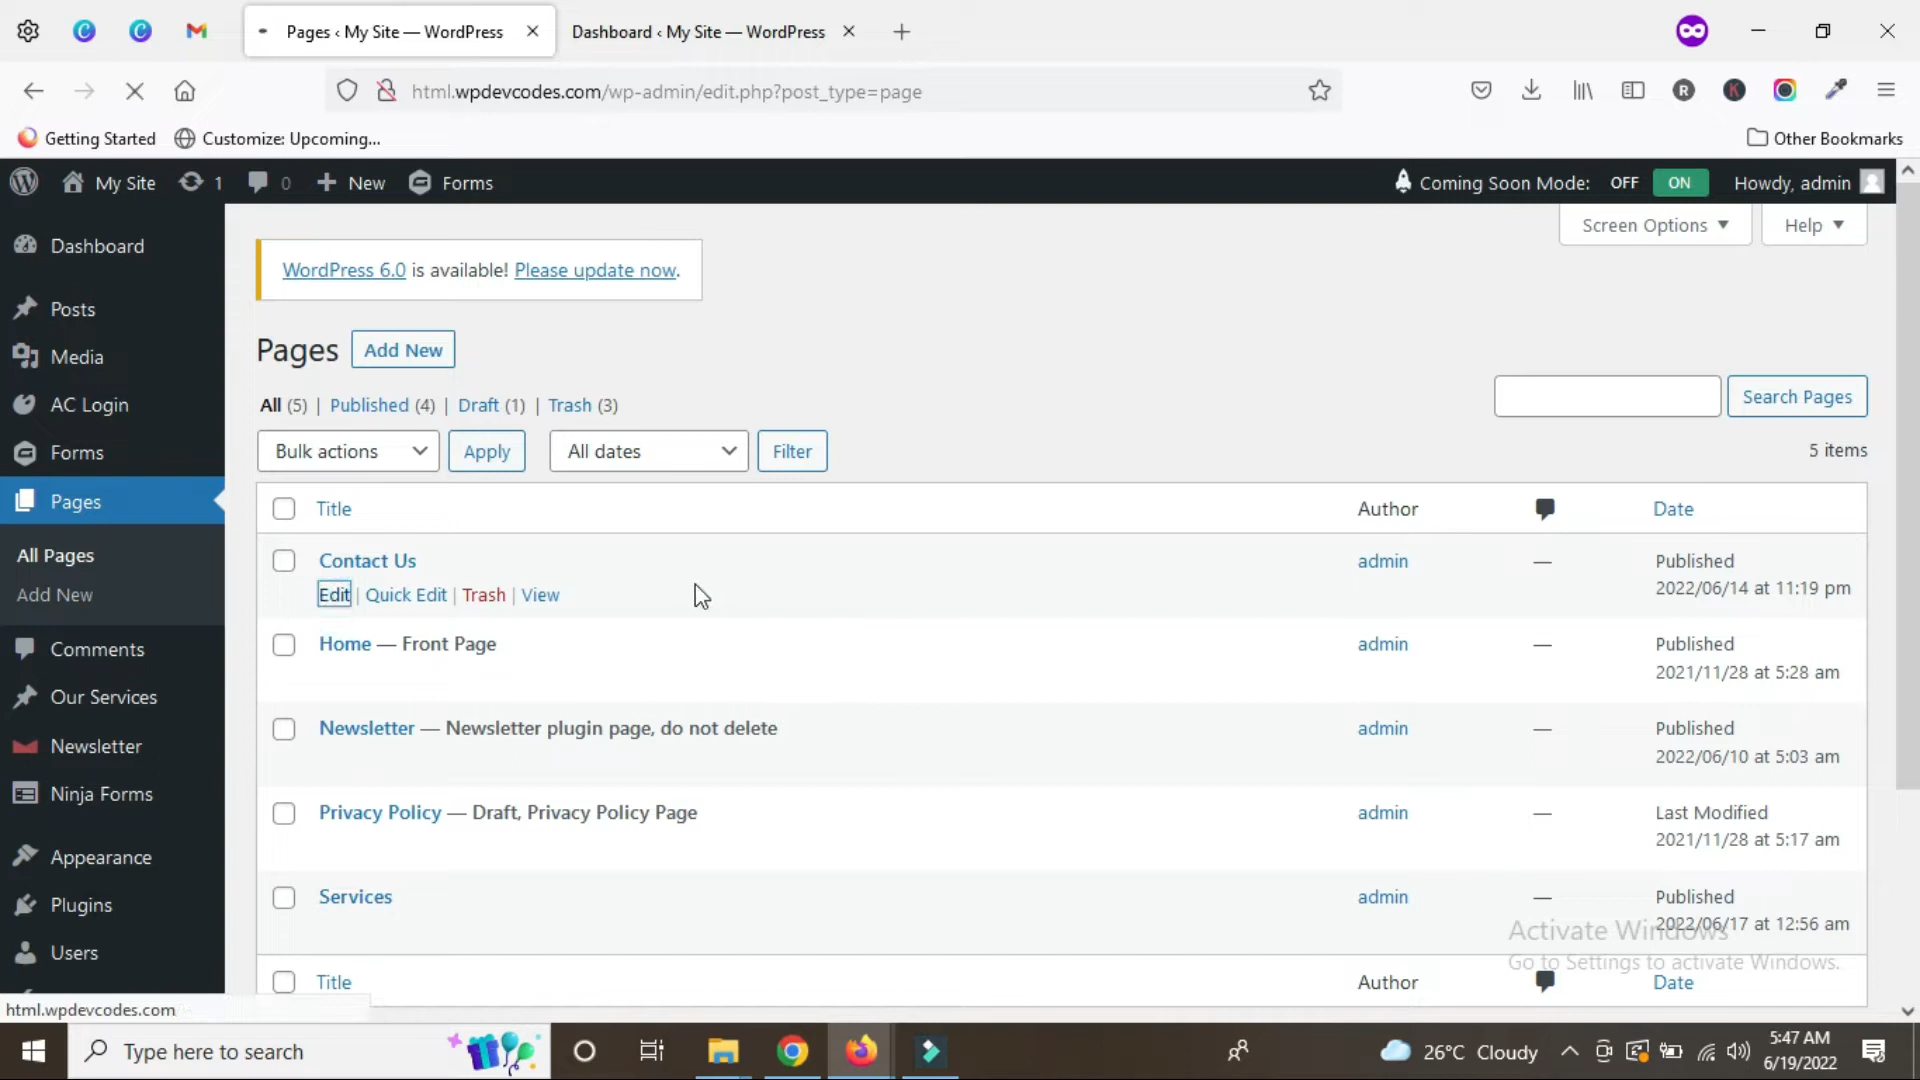 Pages ‹ My Site — WordPress
Dashboard ‹ My Site — WordPress
html.wpdevcodes.com/wp-admin/edit.php?post_type=page
Getting Started
Customize: Upcoming...
Other Bookmarks
My Site
1
0
New
Forms
Coming Soon Mode: OFF ON
Howdy, admin
Screen Options
Help
Dashboard
Posts
Media
AC Login
Forms
Pages
All Pages
Add New
Comments
Our Services
Newsletter
Ninja Forms
Appearance
Plugins
Users
WordPress 6.0 is available! Please update now.
Pages
Add New
All (5) | Published (4) | Draft (1) | Trash (3)
Search Pages
Bulk actions
Apply
All dates
Filter
5 items
Title
Author
Date
Contact Us
admin
—
Published
2022/06/14 at 11:19 pm
Edit | Quick Edit | Trash | View
Home — Front Page
admin
—
Published
2021/11/28 at 5:28 am
Newsletter — Newsletter plugin page, do not delete
admin
—
Published
2022/06/10 at 5:03 am
Privacy Policy — Draft, Privacy Policy Page
admin
—
Last Modified
2021/11/28 at 5:17 am
Services
admin
—
Published
2022/06/17 at 12:56 am
Activate Windows
Go to Settings to activate Windows.
Title
Author
Date
html.wpdevcodes.com
Type here to search
26°C Cloudy
5:47 AM
6/19/2022